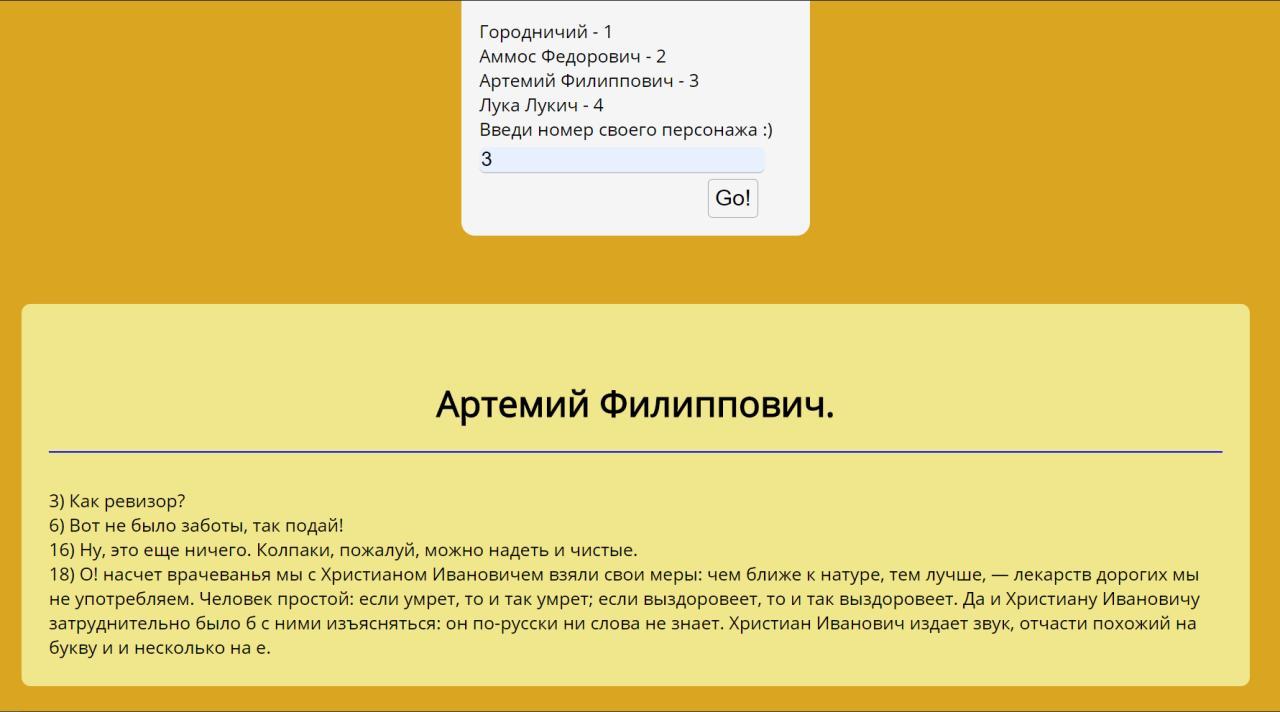 Городничий - 1
Аммос Федорович - 2
Артемий Филиппович - 3
Лука Лукич - 4
Введи номер своего персонажа :)
3
Go!
Артемий Филиппович.
3) Как ревизор?
6) Вот не было заботы, так подай!
16) Ну, это еще ничего. Колпаки, пожалуй, можно надеть и чистые.
18) О! насчет врачеванья мы с Христианом Ивановичем взяли свои меры: чем ближе к натуре, тем лучше, — лекарств дорогих мы
не употребляем. Человек простой: если умрет, то и так умрет; если выздоровеет, то и так выздоровеет. Да и Христиану Ивановичу
затруднительно было б с ними изъясняться: он по-русски ни слова не знает. Христиан Иванович издает звук, отчасти похожий на
букву и и несколько на е.